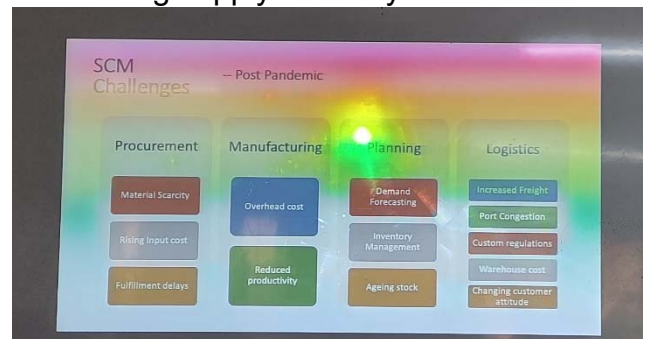 SCM
Challenges
-- Post Pandemic
Procurement
Material Scarcity
Rising Input cost
Fulfillment delays
Manufacturing
Overhead cost
Reduced
productivity
Planning
Demand
Forecasting
Inventory
Management
Ageing stock
Logistics
Increased Freight
Port Congestion
Custom regulations
Warehouse cost
Changing customer
attitude